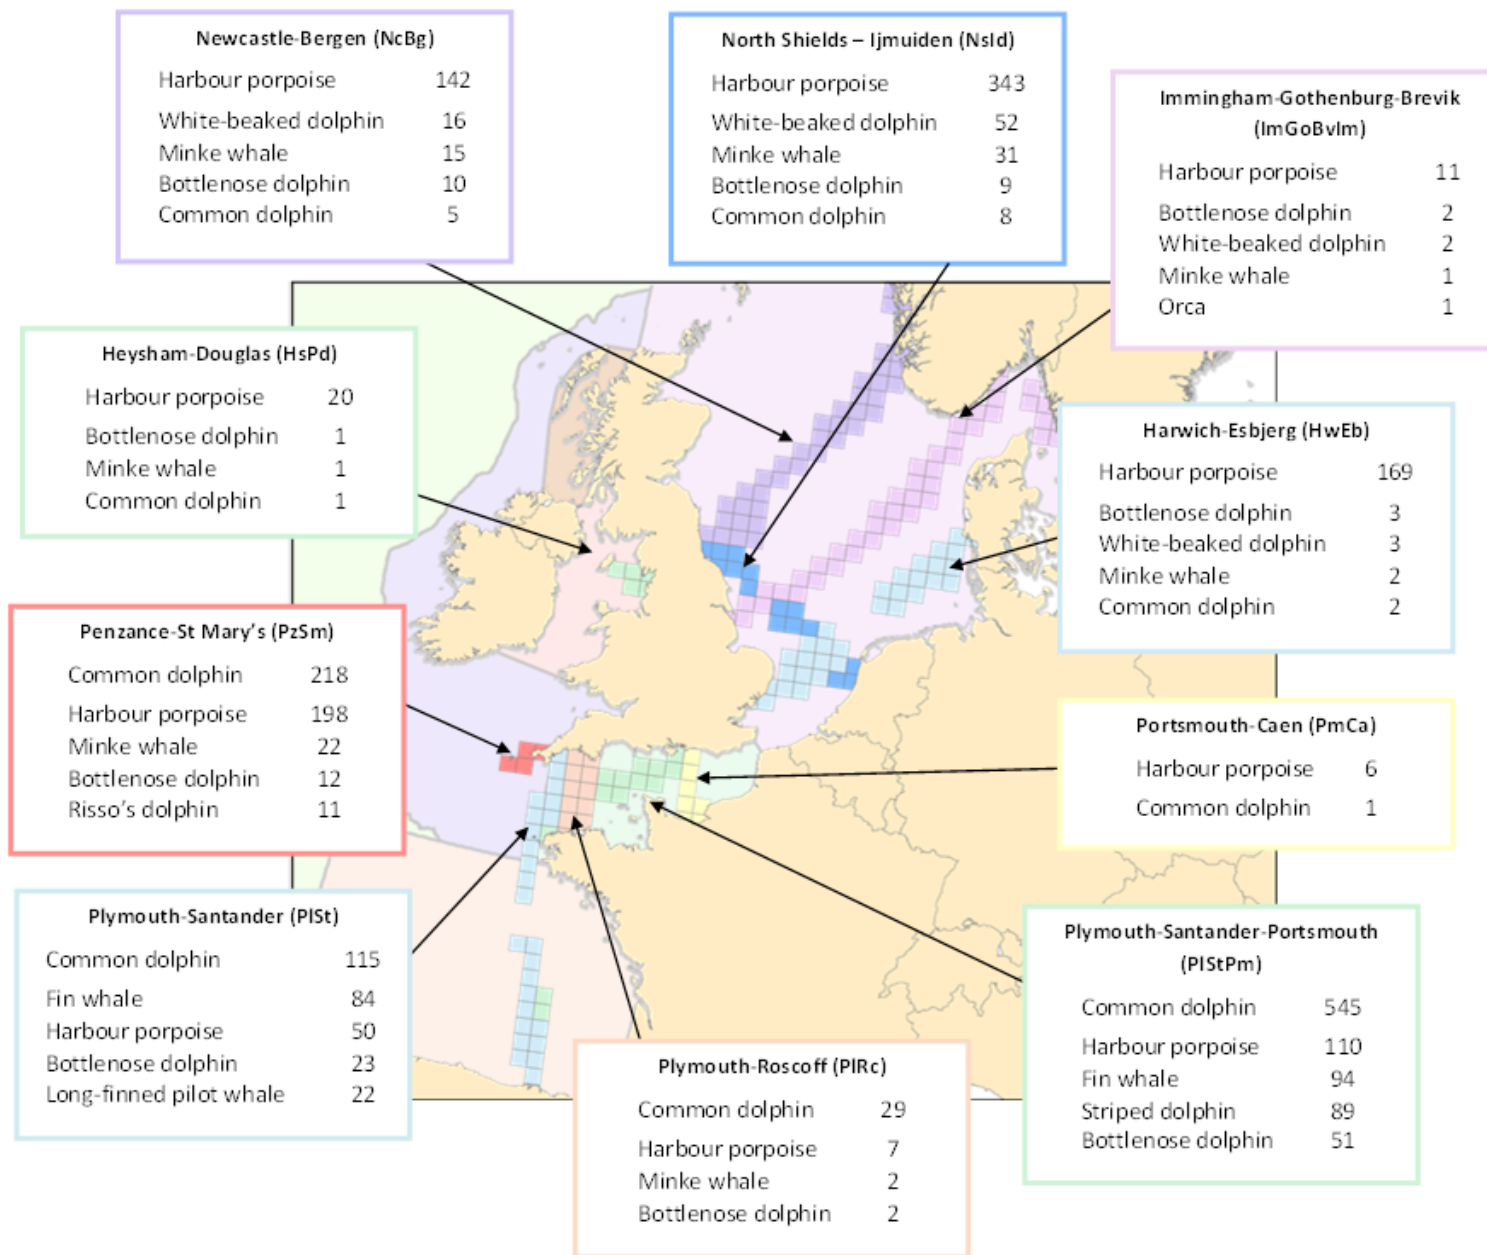 Newcastle-Bergen (NcBg)
Harbour porpoise 142
White-beaked dolphin 16
Minke whale 15
Bottlenose dolphin 10
Common dolphin 5
North Shields – Ijmuiden (NsId)
Harbour porpoise 343
White-beaked dolphin 52
Minke whale 31
Bottlenose dolphin 9
Common dolphin 8
Immingham-Gothenburg-Brevik
(ImGoBvIm)
Harbour porpoise 11
Bottlenose dolphin 2
White-beaked dolphin 2
Minke whale 1
Orca 1
Heysham-Douglas (HsPd)
Harbour porpoise 20
Bottlenose dolphin 1
Minke whale 1
Common dolphin 1
Harwich-Esbjerg (HwEb)
Harbour porpoise 169
Bottlenose dolphin 3
White-beaked dolphin 3
Minke whale 2
Common dolphin 2
Penzance-St Mary's (PzSm)
Common dolphin 218
Harbour porpoise 198
Minke whale 22
Bottlenose dolphin 12
Risso's dolphin 11
Portsmouth-Caen (PmCa)
Harbour porpoise 6
Common dolphin 1
Plymouth-Santander (PlSt)
Common dolphin 115
Fin whale 84
Harbour porpoise 50
Bottlenose dolphin 23
Long-finned pilot whale 22
Plymouth-Roscoff (PlRc)
Common dolphin 29
Harbour porpoise 7
Minke whale 2
Bottlenose dolphin 2
Plymouth-Santander-Portsmouth
(PlStPm)
Common dolphin 545
Harbour porpoise 110
Fin whale 94
Striped dolphin 89
Bottlenose dolphin 51